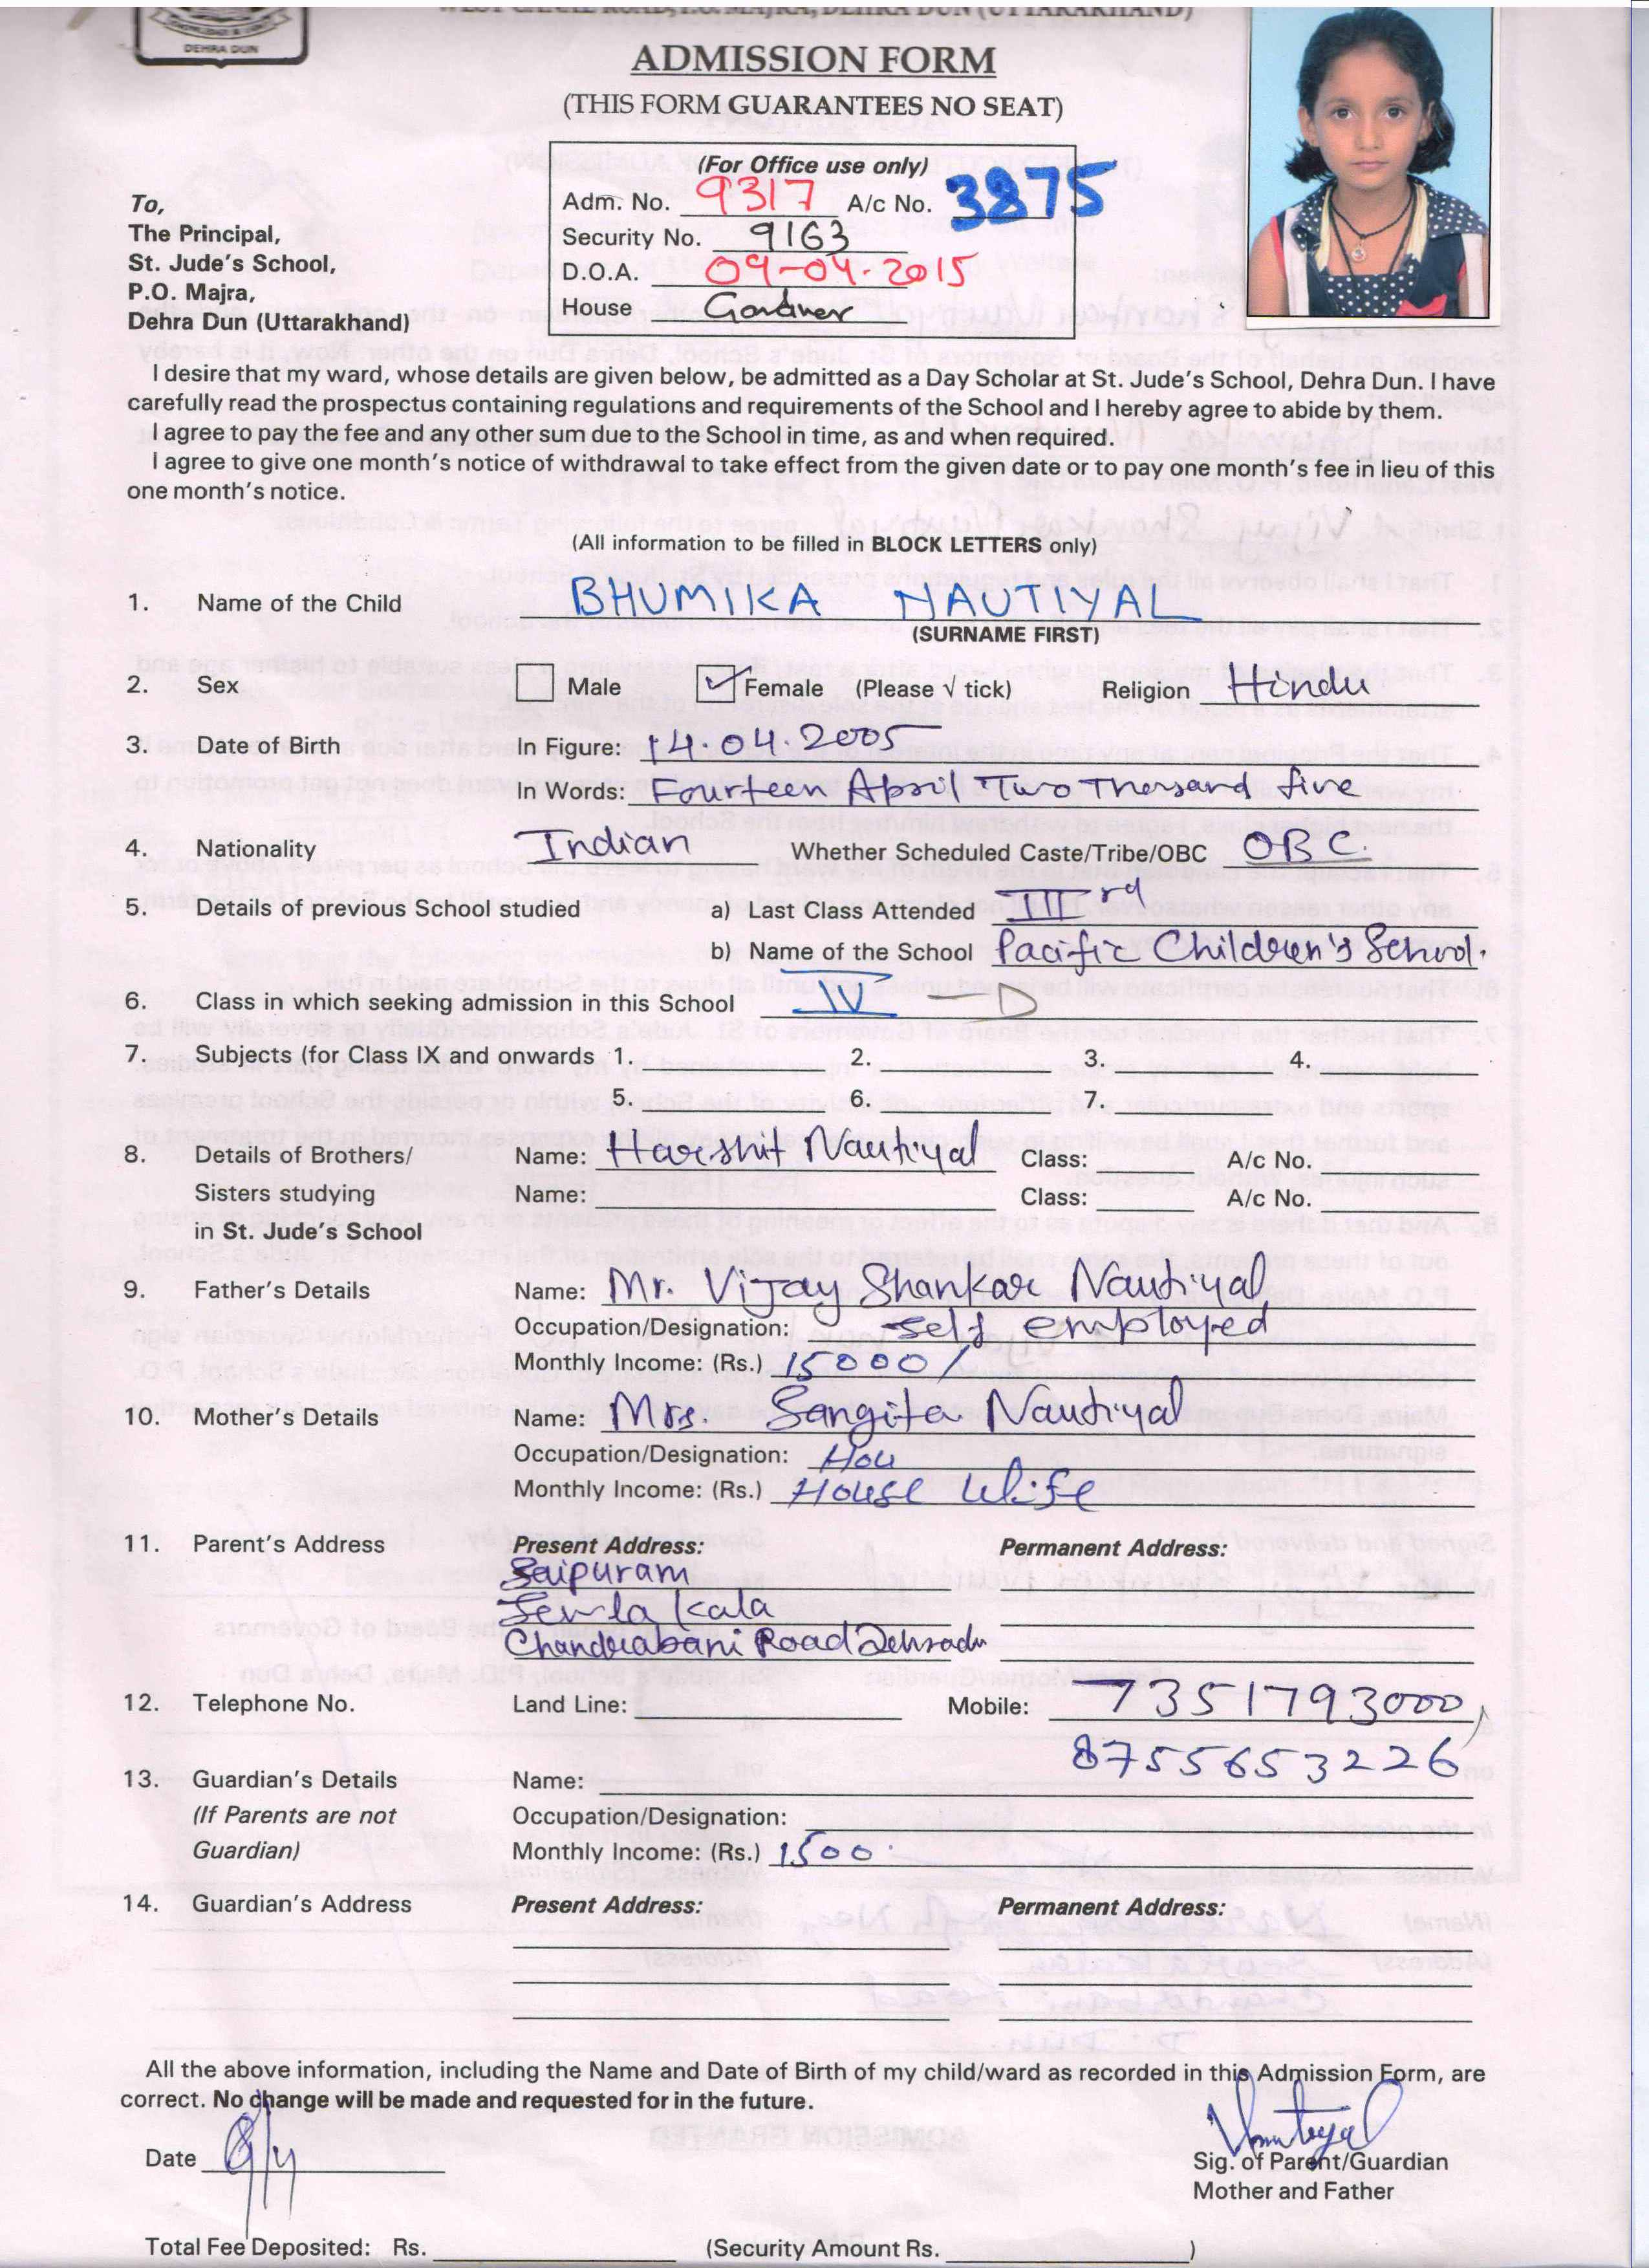 WEST CANAL ROAD, P.O. MAJRA, DEHRA DUN (UTTARAKHAND)
DEHRA DUN
ADMISSION FORM
(THIS FORM GUARANTEES NO SEAT)
(For Office use only)
Adm. No. 9317 A/c No. 3875
Security No. 9163
D.O.A. 09-04-2015
House Gardner
To,
The Principal,
St. Jude's School,
P.O. Majra,
Dehra Dun (Uttarakhand)
I desire that my ward, whose details are given below, be admitted as a Day Scholar at St. Jude's School, Dehra Dun. I have
carefully read the prospectus containing regulations and requirements of the School and I hereby agree to abide by them.
I agree to pay the fee and any other sum due to the School in time, as and when required.
I agree to give one month's notice of withdrawal to take effect from the given date or to pay one month's fee in lieu of this
one month's notice.
(All information to be filled in BLOCK LETTERS only)
1. Name of the Child BHUMIKA NAUTIYAL
(SURNAME FIRST)
2. Sex Male ✓ Female (Please √ tick) Religion Hindu
3. Date of Birth In Figure: 14.04.2005
In Words: Fourteen April Two Thousand five
4. Nationality Indian Whether Scheduled Caste/Tribe/OBC OBC.
5. Details of previous School studied a) Last Class Attended III rd
b) Name of the School Pacific Children's School.
6. Class in which seeking admission in this School IV - D
7. Subjects (for Class IX and onwards 1. 2. 3. 4.
5. 6. 7.
8. Details of Brothers/ Name: Harshit Nautiyal Class: A/c No.
Sisters studying Name: Class: A/c No.
in St. Jude's School
9. Father's Details Name: Mr. Vijay Shankar Nautiyal
Occupation/Designation: self employed
Monthly Income: (Rs.) 15000/
10. Mother's Details Name: Mrs. Sangita Nautiyal
Occupation/Designation: Hou
Monthly Income: (Rs.) House Wife
11. Parent's Address Present Address: Permanent Address:
Saipuram
Sewla Kala
Chandrabani Road Dehradu
12. Telephone No. Land Line: Mobile: 7351793000,
8755653226
13. Guardian's Details Name:
(If Parents are not Occupation/Designation:
Guardian) Monthly Income: (Rs.) 1500
14. Guardian's Address Present Address: Permanent Address:
All the above information, including the Name and Date of Birth of my child/ward as recorded in this Admission Form, are
correct. No change will be made and requested for in the future.
Date 8/4 Nautiyal
Sig. of Parent/Guardian
Mother and Father
Total Fee Deposited: Rs. (Security Amount Rs. )